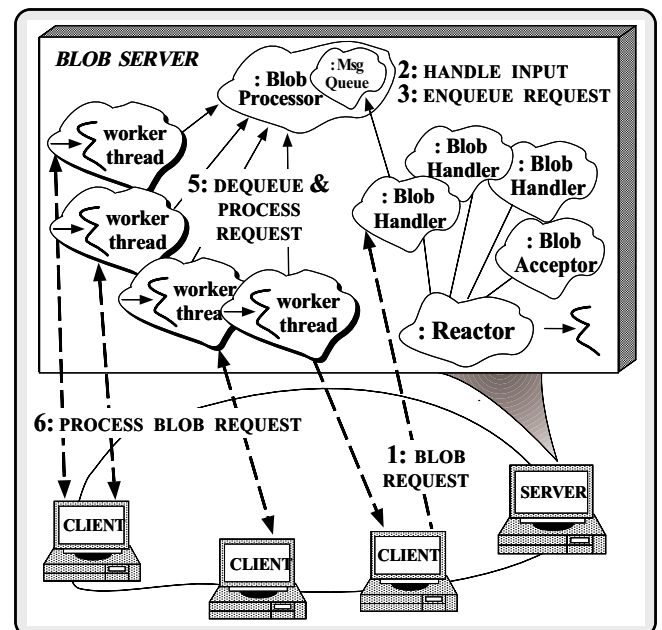 BLOB SERVER
: Blob
Processor
: Msg
Queue
2: HANDLE INPUT
3: ENQUEUE REQUEST
worker
thread
worker
thread
worker
threa
worker
thread
5: DEQUEUE &
PROCESS
REQUEST
: Blob
Handler
: Blob
Handler
: Blob
Handler
: Blob
Acceptor
: Reactor
6: PROCESS BLOB REQUEST
1: BLOB
REQUEST
SERVER
CLIENT
CLIENT
CLIENT